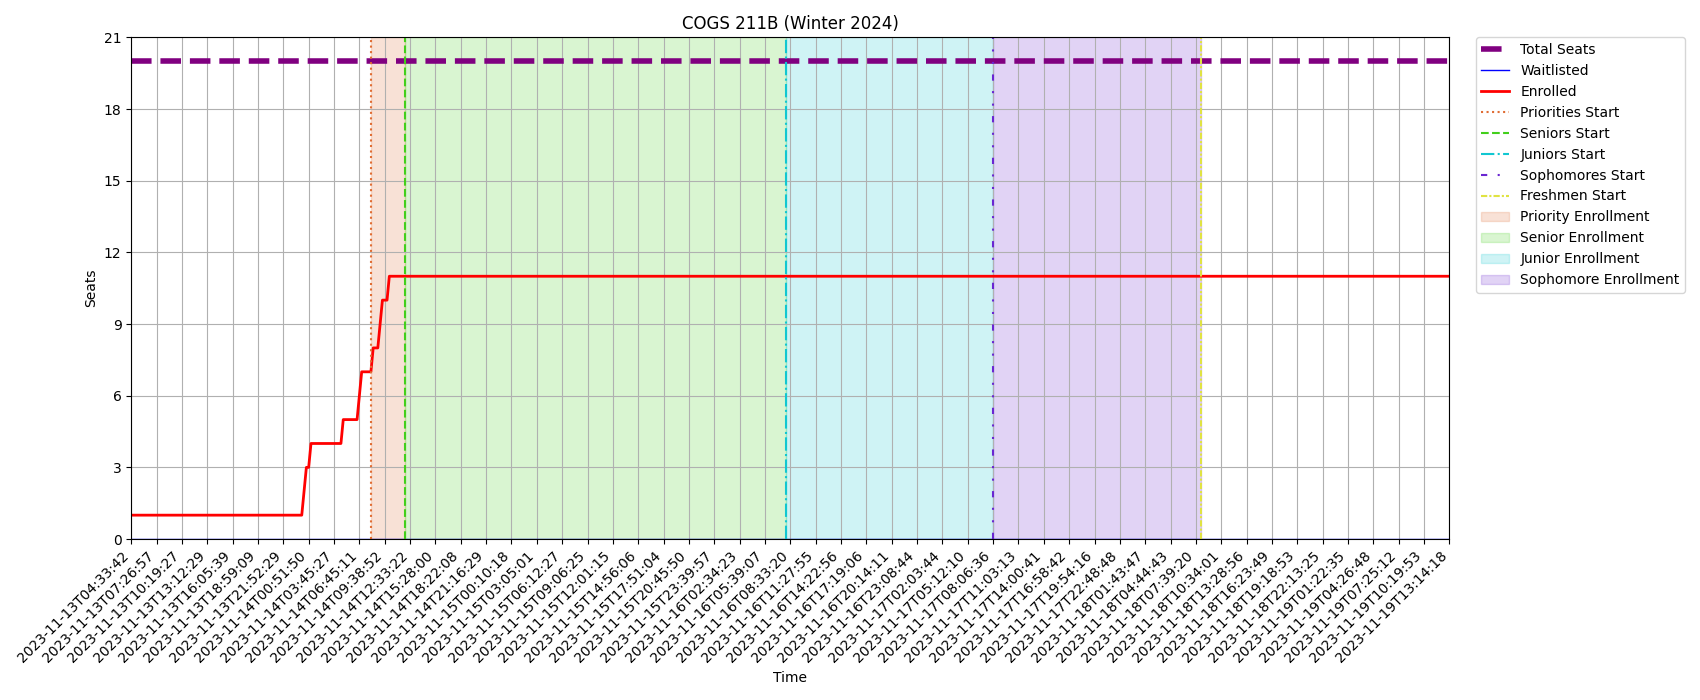 COGS 211B (Winter 2024)
21
18
15
12
9
6
3
0
Seats
2023-11-13T04:33:42
2023-11-13T07:26:57
2023-11-13T10:19:27
2023-11-13T13:12:29
2023-11-13T16:05:39
2023-11-13T18:59:09
2023-11-13T21:52:29
2023-11-14T00:51:50
2023-11-14T03:45:27
2023-11-14T06:45:11
2023-11-14T09:38:52
2023-11-14T12:33:22
2023-11-14T15:28:00
2023-11-14T18:22:08
2023-11-14T21:16:29
2023-11-15T00:10:18
2023-11-15T03:05:01
2023-11-15T06:12:27
2023-11-15T09:06:25
2023-11-15T12:01:15
2023-11-15T14:56:06
2023-11-15T17:51:04
2023-11-15T20:45:50
2023-11-15T23:39:57
2023-11-16T02:34:23
2023-11-16T05:39:07
2023-11-16T08:33:20
2023-11-16T11:27:55
2023-11-16T14:22:56
2023-11-16T17:19:06
2023-11-16T20:14:11
2023-11-16T23:08:44
2023-11-17T02:03:44
2023-11-17T05:12:10
2023-11-17T08:06:36
2023-11-17T11:03:13
2023-11-17T14:00:41
2023-11-17T16:58:42
2023-11-17T19:54:16
2023-11-17T22:48:48
2023-11-18T01:43:47
2023-11-18T04:44:43
2023-11-18T07:39:20
2023-11-18T10:34:01
2023-11-18T13:28:56
2023-11-18T16:23:49
2023-11-18T19:18:53
2023-11-18T22:13:25
2023-11-19T01:22:35
2023-11-19T04:26:48
2023-11-19T07:25:12
2023-11-19T10:19:53
2023-11-19T13:14:18
Time
Total Seats
Waitlisted
Enrolled
Priorities Start
Seniors Start
Juniors Start
Sophomores Start
Freshmen Start
Priority Enrollment
Senior Enrollment
Junior Enrollment
Sophomore Enrollment